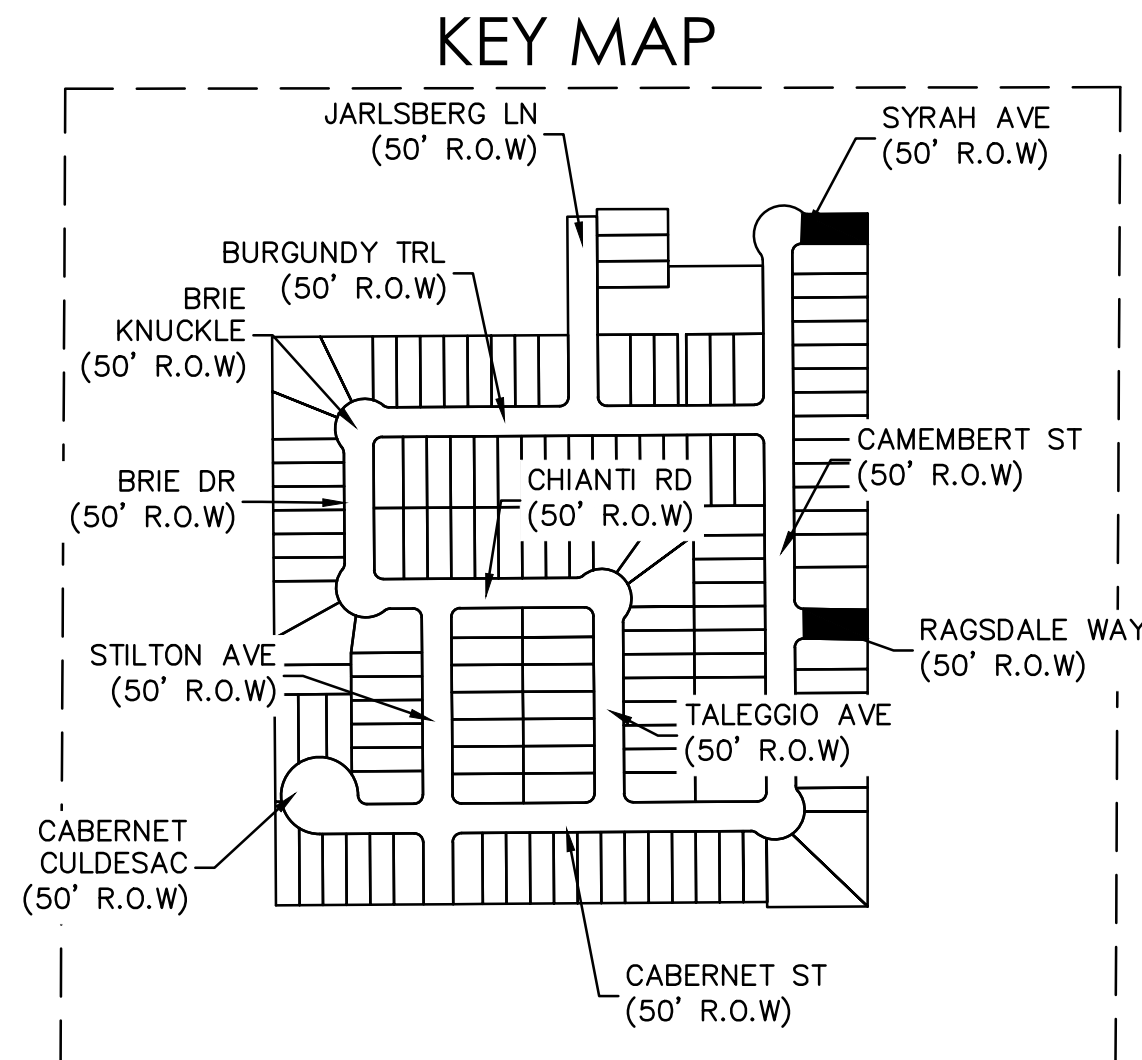 KEY MAP
JARLSBERG LN
(50' R.O.W)
SYRAH AVE
(50' R.O.W)
BURGUNDY TRL
(50' R.O.W)
BRIE
KNUCKLE
(50' R.O.W)
CAMEMBERT ST
(50' R.O.W)
CHIANTI RD
(50' R.O.W)
BRIE DR
(50' R.O.W)
RAGSDALE WAY
(50' R.O.W)
STILTON AVE
(50' R.O.W)
TALEGGIO AVE
(50' R.O.W)
CABERNET
CULDESAC
(50' R.O.W)
CABERNET ST
(50' R.O.W)